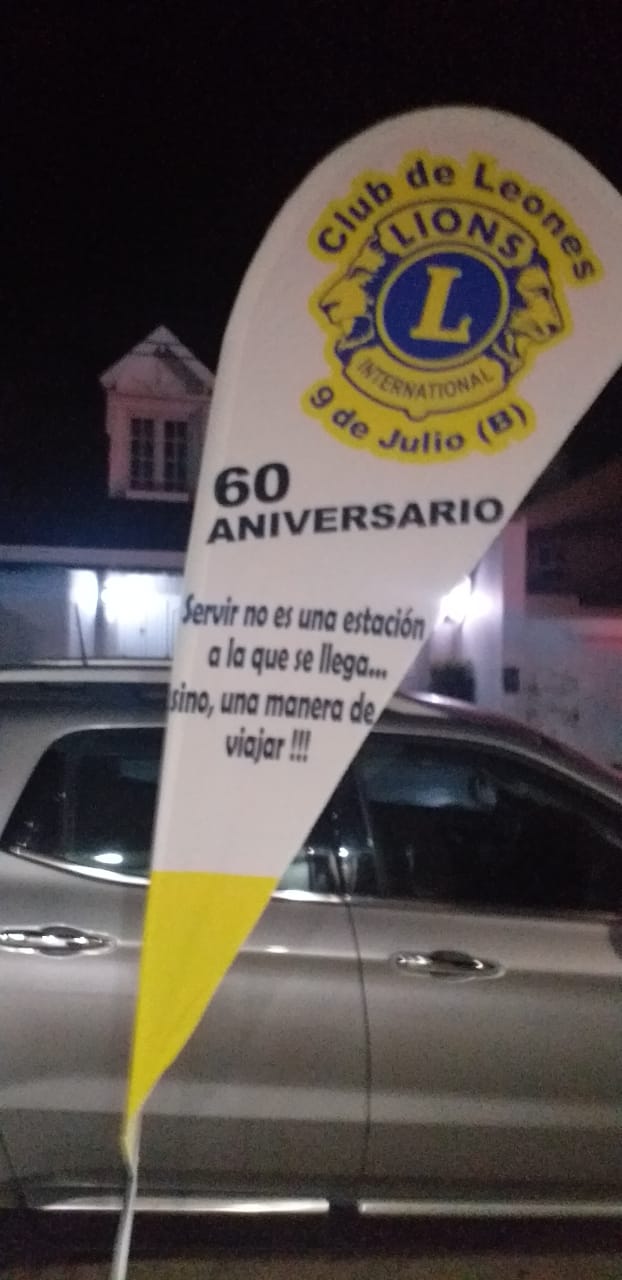 Club de Leones
LIONS
L
INTERNATIONAL
9 de Julio (B)
60
ANIVERSARIO
Servir no es una estación
a la que se llega...
sino, una manera de
viajar !!!